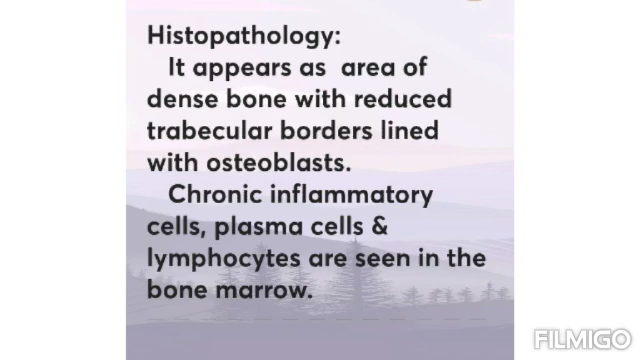 Histopathology:
It appears as area of
dense bone with reduced
trabecular borders lined
with osteoblasts.
Chronic inflammatory
cells, plasma cells &
lymphocytes are seen in the
bone marrow.
FILMIGO